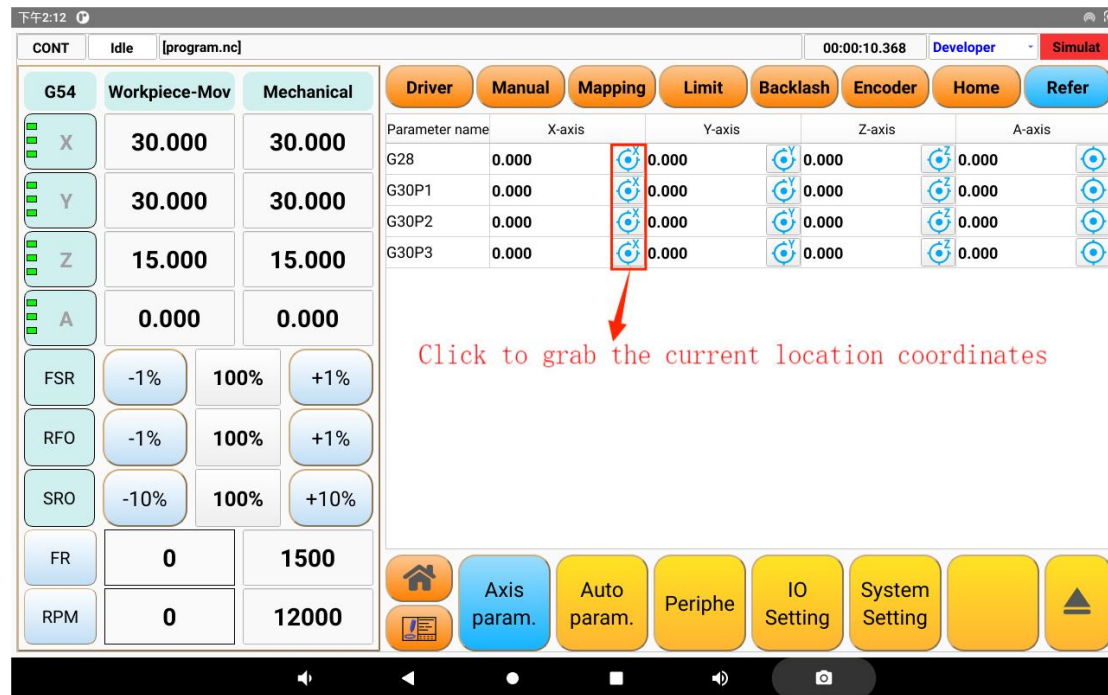 下午2:12
CONT Idle [program.nc] 00:00:10.368 Developer Simulat
G54 Workpiece-Mov Mechanical
Driver Manual Mapping Limit Backlash Encoder Home Refer
Parameter name X-axis Y-axis Z-axis A-axis
G28 0.000 X 0.000 Y 0.000 Z 0.000
G30P1 0.000 X 0.000 Y 0.000 Z 0.000
G30P2 0.000 X 0.000 Y 0.000 Z 0.000
G30P3 0.000 X 0.000 Y 0.000 Z 0.000
X 30.000 30.000
Y 30.000 30.000
Z 15.000 15.000
A 0.000 0.000
Click to grab the current location coordinates
FSR -1% 100% +1%
RFO -1% 100% +1%
SRO -10% 100% +10%
FR 0 1500
RPM 0 12000
Axis param.
Auto param.
Periphe
IO Setting
System Setting